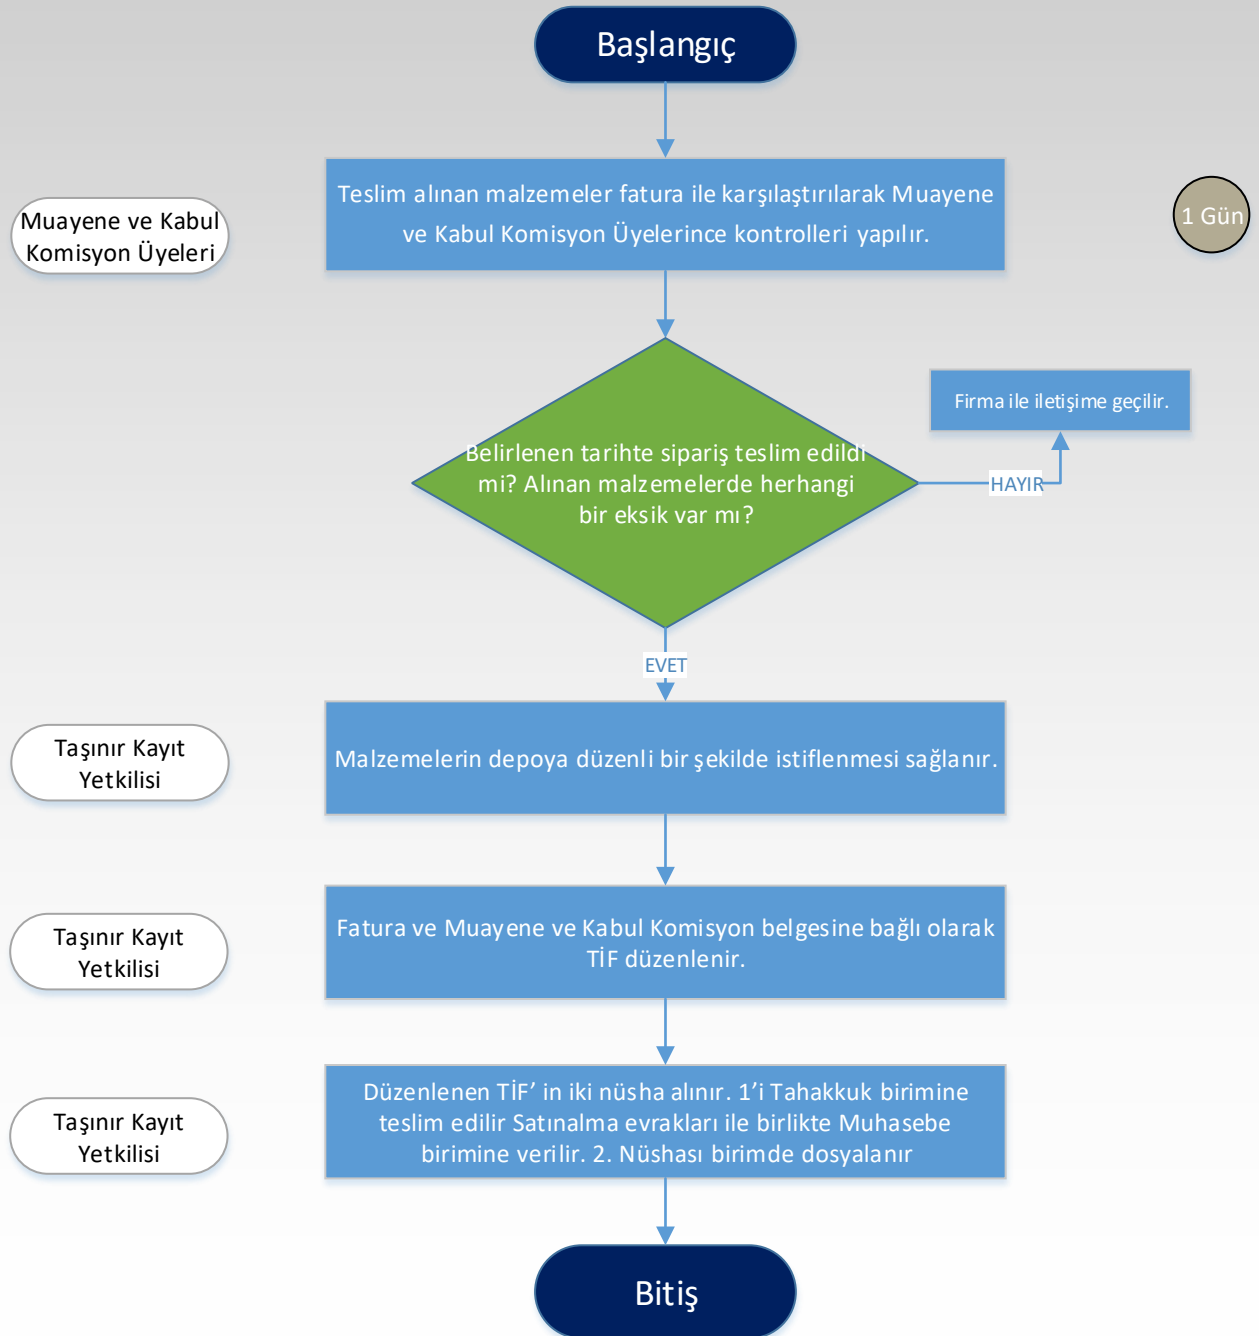 Başlangıç
Muayene ve Kabul
Komisyon Üyeleri
Teslim alınan malzemeler fatura ile karşılaştırılarak Muayene
ve Kabul Komisyon Üyelerince kontrolleri yapılır.
1 Gün
Firma ile iletişime geçilir.
Belirlenen tarihte sipariş teslim edildi
mi? Alınan malzemelerde herhangi
bir eksik var mı?
HAYIR
EVET
Taşınır Kayıt
Yetkilisi
Malzemelerin depoya düzenli bir şekilde istiflenmesi sağlanır.
Taşınır Kayıt
Yetkilisi
Fatura ve Muayene ve Kabul Komisyon belgesine bağlı olarak
TİF düzenlenir.
Taşınır Kayıt
Yetkilisi
Düzenlenen TİF’ in iki nüsha alınır. 1’i Tahakkuk birimine
teslim edilir Satınalma evrakları ile birlikte Muhasebe
birimine verilir. 2. Nüshası birimde dosyalanır
Bitiş